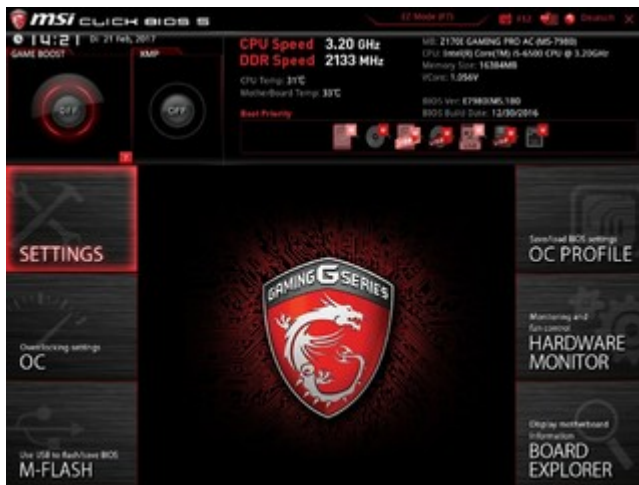 msi CLICK BIOS 5
EZ Mode (F7)
F12
Deutsch
X
14:21 Di 21 Feb, 2017
GAME BOOST
XMP
OFF
OFF
CPU Speed 3.20 GHz
DDR Speed 2133 MHz
CPU Temp: 31°C
MotherBoard Temp: 33°C
MB: Z170I GAMING PRO AC (MS-7980)
CPU: Intel(R) Core(TM) i5-6500 CPU @ 3.20GHz
Memory Size: 16384MB
VCore: 1.056V
BIOS Ver: E7980IMS.180
BIOS Build Date: 12/30/2016
Boot Priority
SETTINGS
Overclocking settings
OC
Use USB to flash/save BIOS
M-FLASH
GAMING G SERIES
Save/load BIOS settings
OC PROFILE
Monitoring and
fan control
HARDWARE
MONITOR
Display motherboard
information
BOARD
EXPLORER